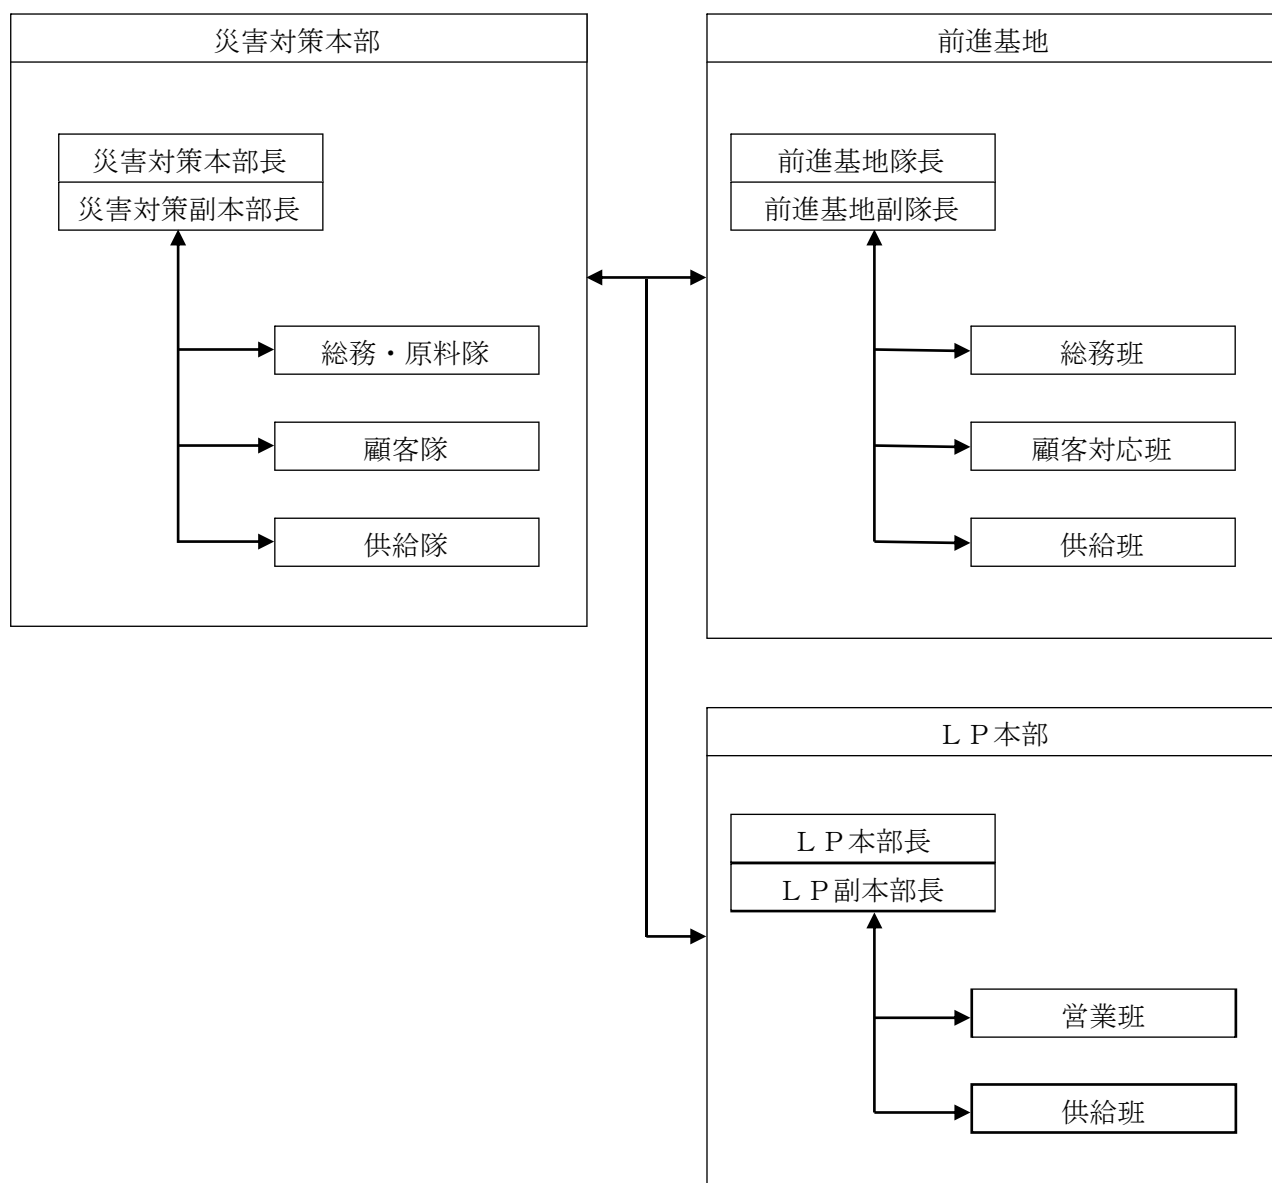 災害対策本部
災害対策本部長
災害対策副本部長
総務・原料隊
顧客隊
供給隊
前進基地
前進基地隊長
前進基地副隊長
総務班
顧客対応班
供給班
ＬＰ本部
ＬＰ本部長
ＬＰ副本部長
営業班
供給班